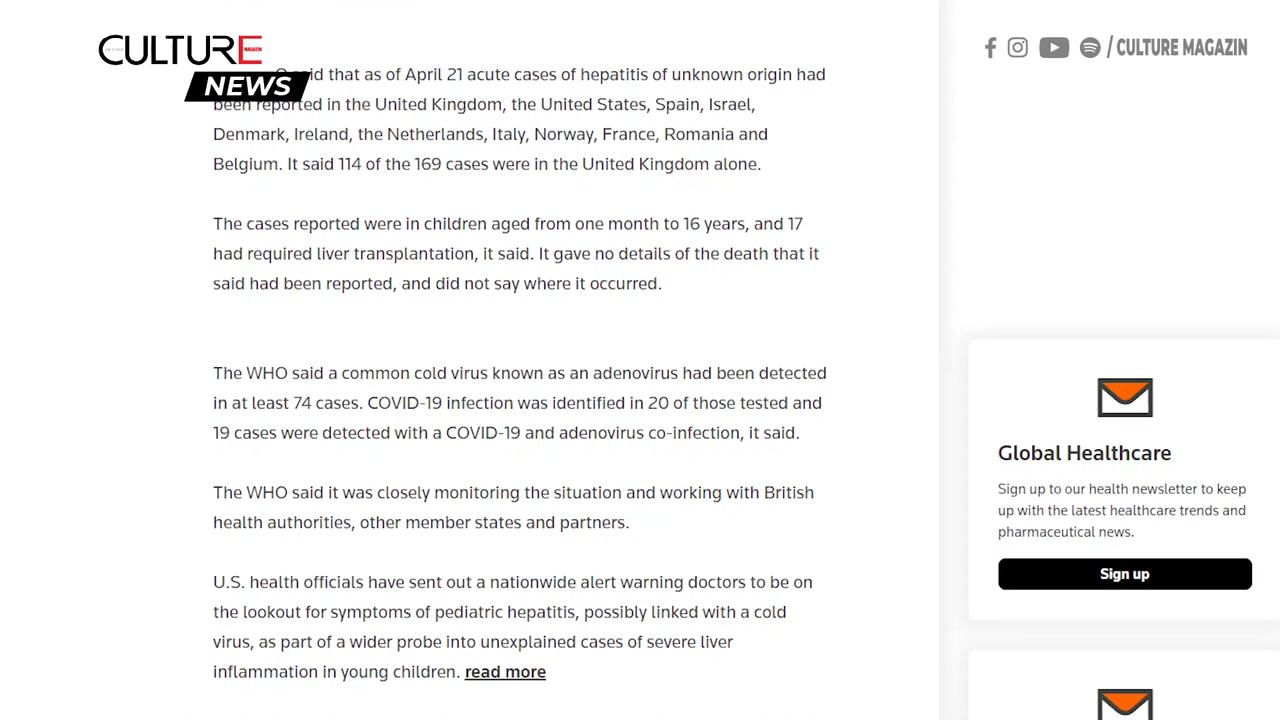 CULTURE
MAGAZIN
NEWS
/ CULTURE MAGAZIN
said that as of April 21 acute cases of hepatitis of unknown origin had
been reported in the United Kingdom, the United States, Spain, Israel,
Denmark, Ireland, the Netherlands, Italy, Norway, France, Romania and
Belgium. It said 114 of the 169 cases were in the United Kingdom alone.
The cases reported were in children aged from one month to 16 years, and 17
had required liver transplantation, it said. It gave no details of the death that it
said had been reported, and did not say where it occurred.
The WHO said a common cold virus known as an adenovirus had been detected
in at least 74 cases. COVID-19 infection was identified in 20 of those tested and
19 cases were detected with a COVID-19 and adenovirus co-infection, it said.
The WHO said it was closely monitoring the situation and working with British
health authorities, other member states and partners.
U.S. health officials have sent out a nationwide alert warning doctors to be on
the lookout for symptoms of pediatric hepatitis, possibly linked with a cold
virus, as part of a wider probe into unexplained cases of severe liver
inflammation in young children. read more
Global Healthcare
Sign up to our health newsletter to keep
up with the latest healthcare trends and
pharmaceutical news.
Sign up